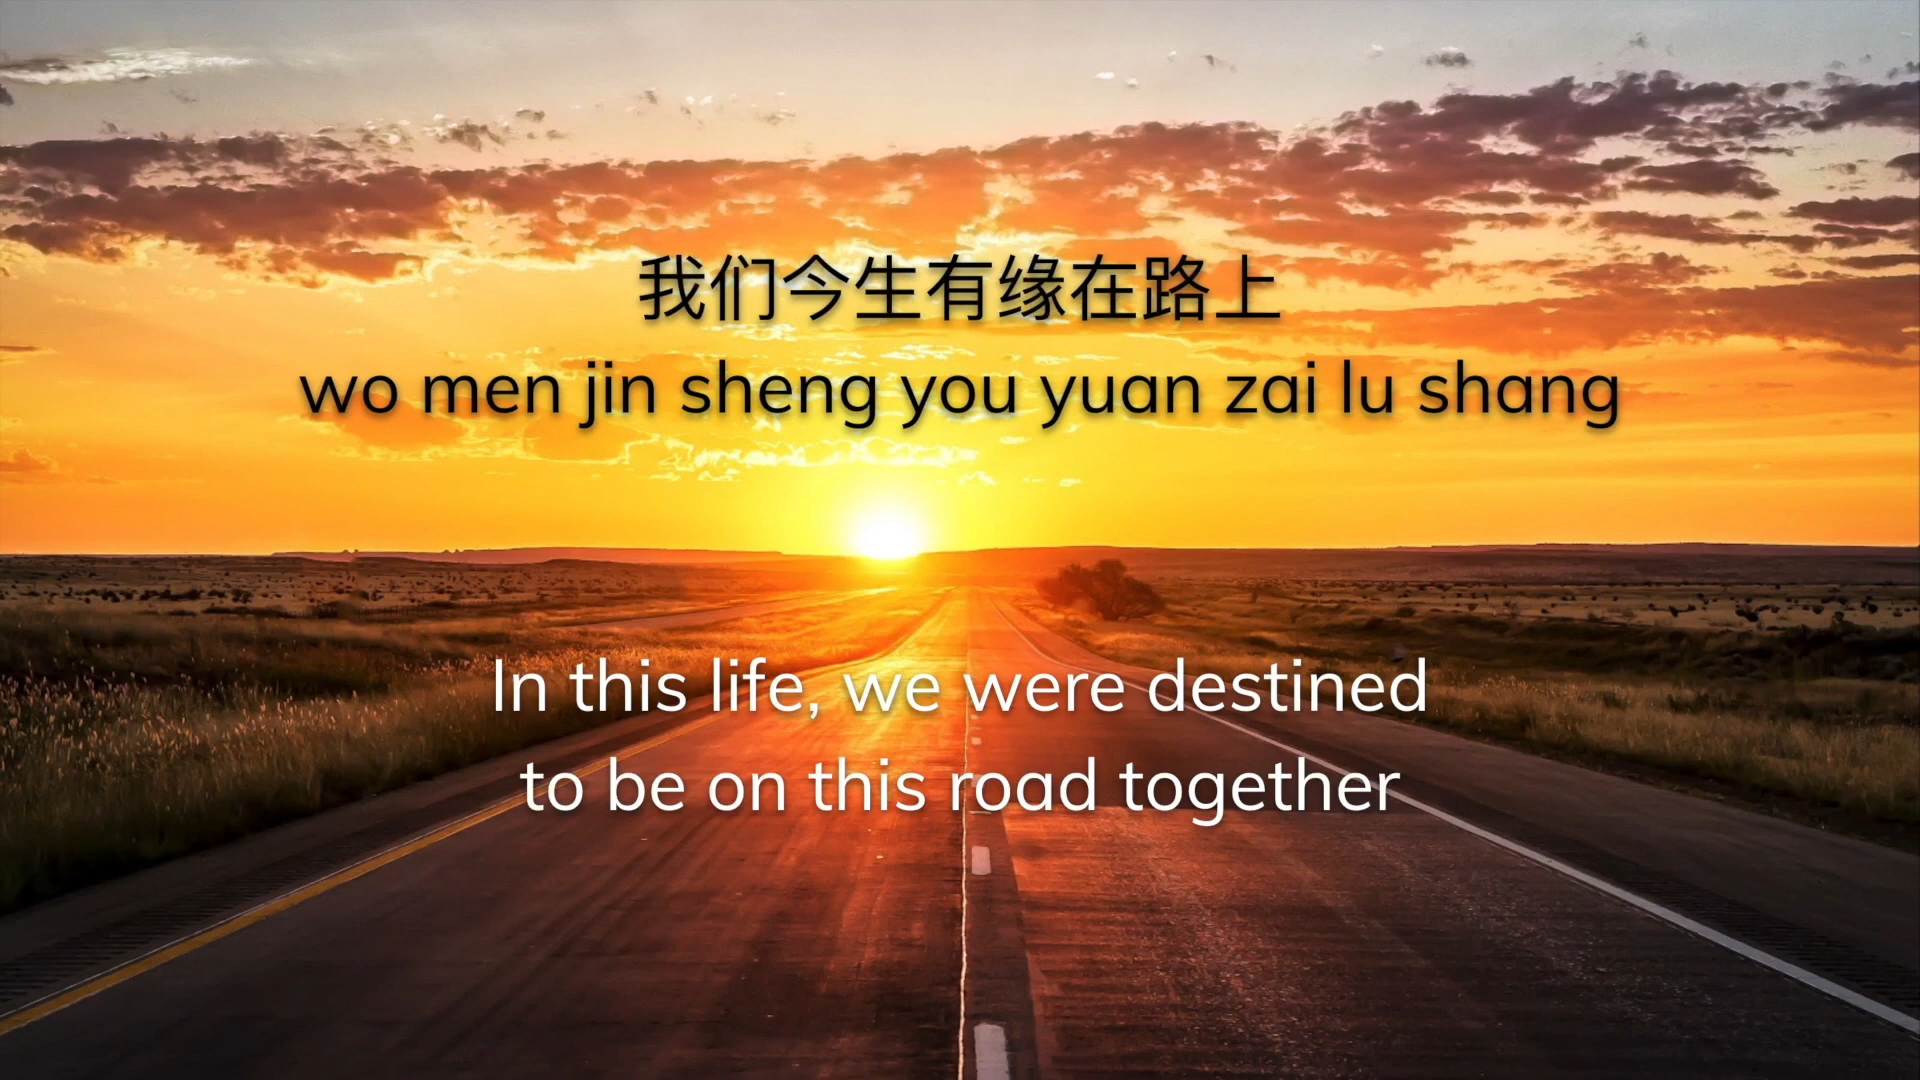 我们今生有缘在路上
wo men jin sheng you yuan zai lu shang
In this life, we were destined
to be on this road together